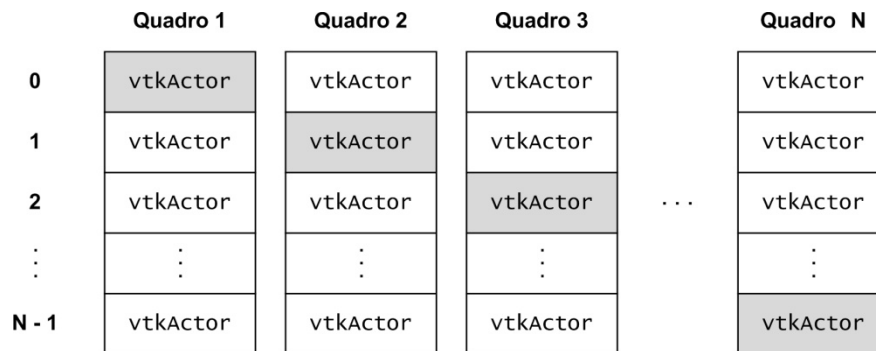 Quadro 1 Quadro 2 Quadro 3 Quadro N
0 vtkActor vtkActor vtkActor vtkActor
1 vtkActor vtkActor vtkActor vtkActor
2 vtkActor vtkActor vtkActor ... vtkActor
⋮ ⋮ ⋮ ⋮ ⋮
N - 1 vtkActor vtkActor vtkActor vtkActor